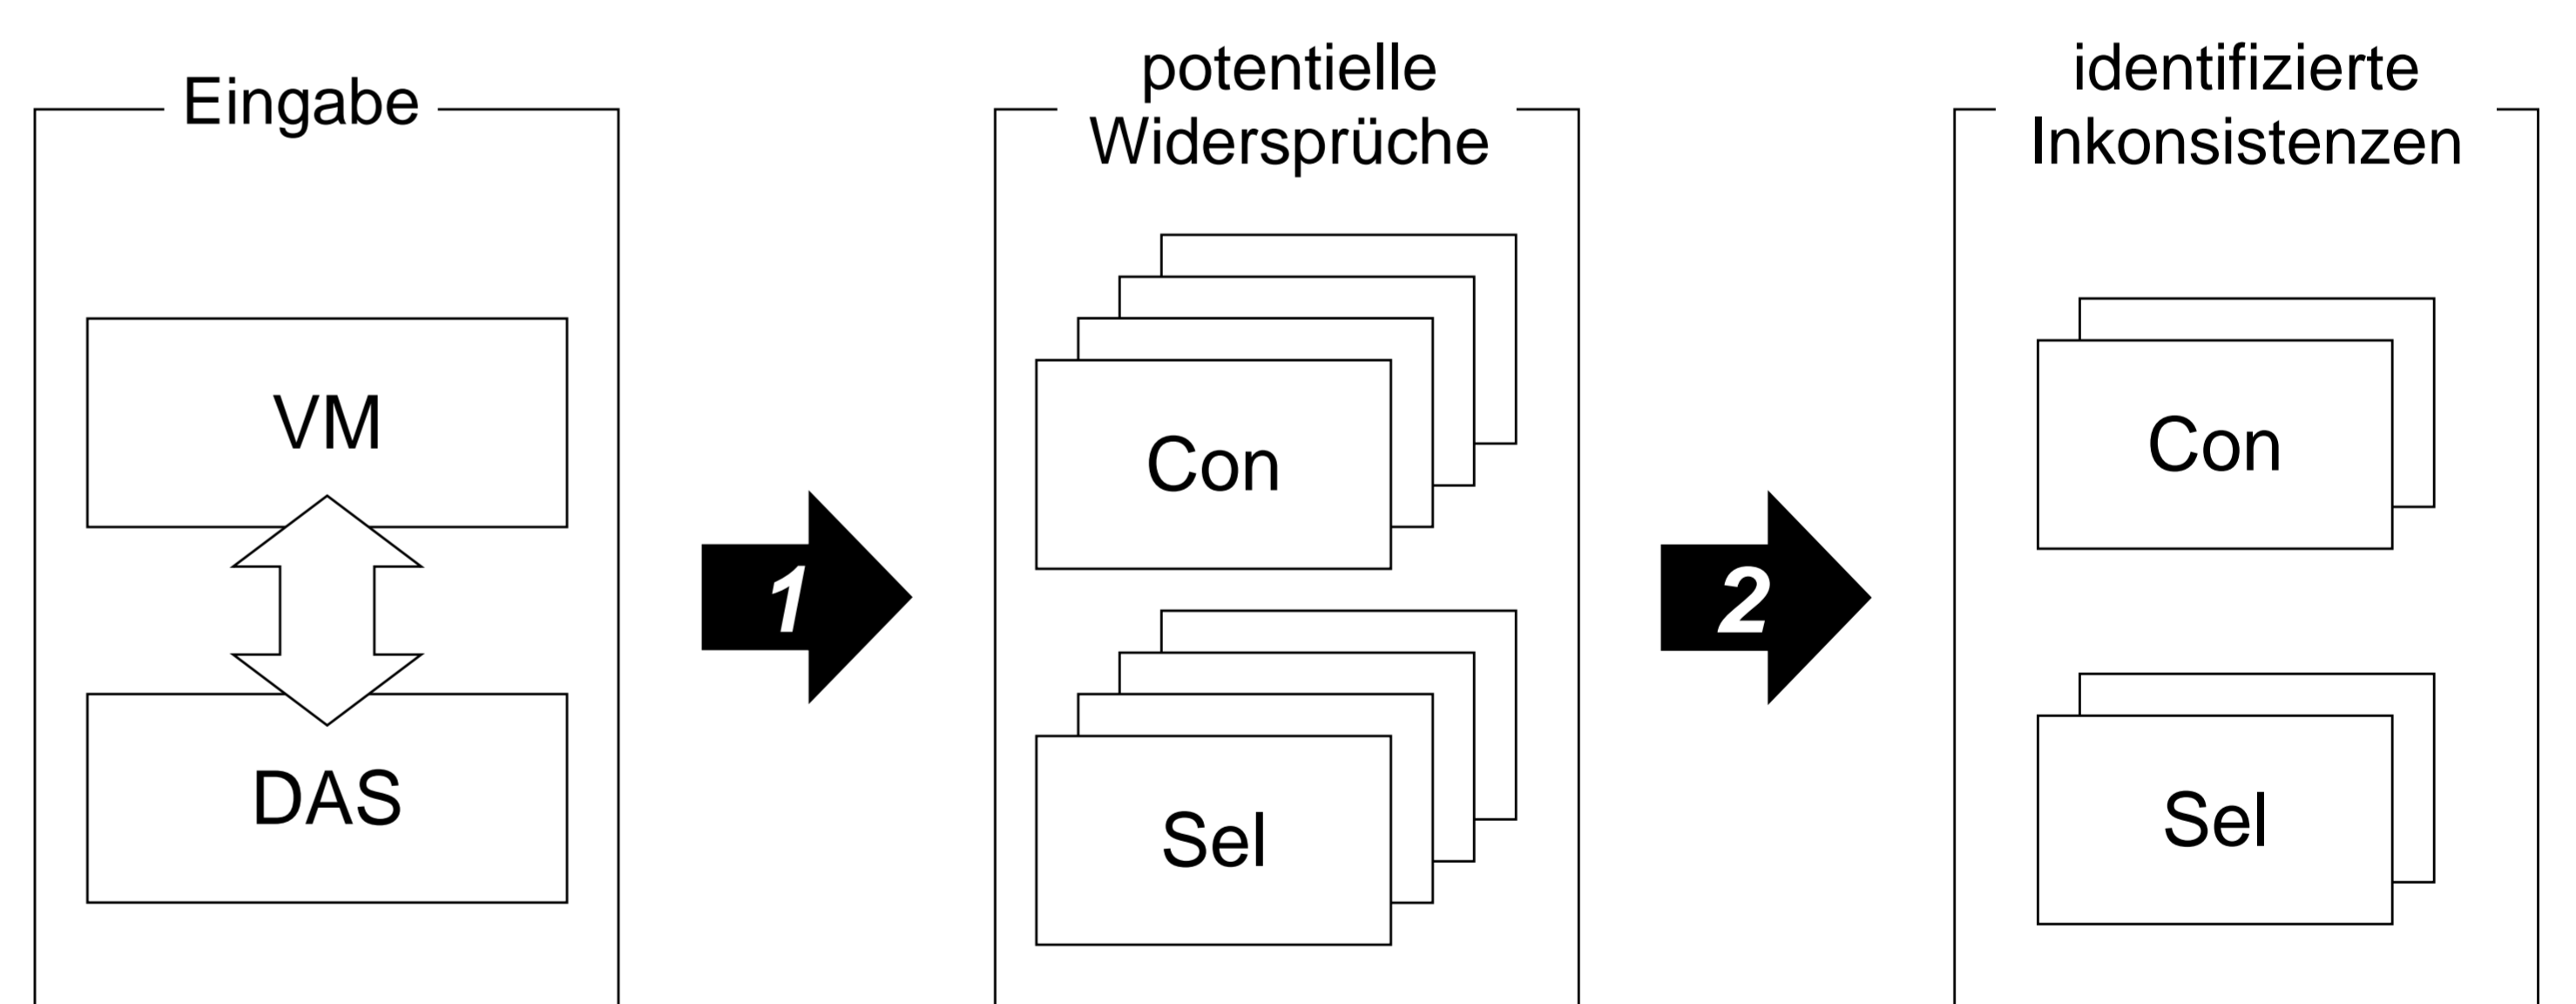 Eingabe
VM
DAS
1
potentielle
Widersprüche
Con
Sel
2
identifizierte
Inkonsistenzen
Con
Sel